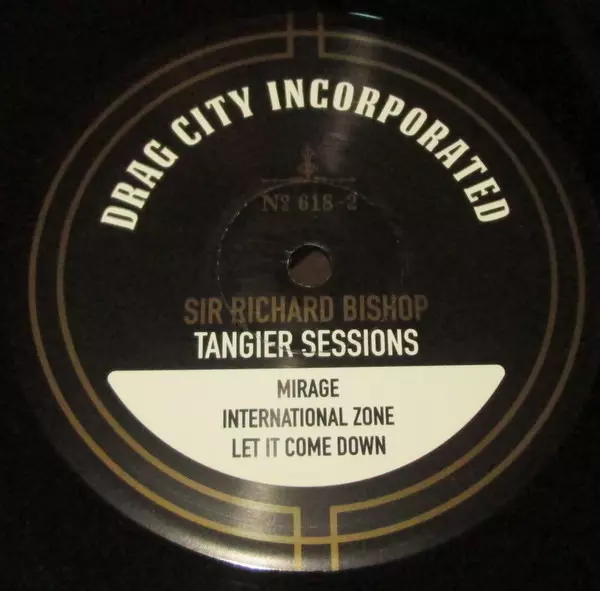 DRAG CITY INCORPORATED
Nº 618-2
SIR RICHARD BISHOP
TANGIER SESSIONS
MIRAGE
INTERNATIONAL ZONE
LET IT COME DOWN